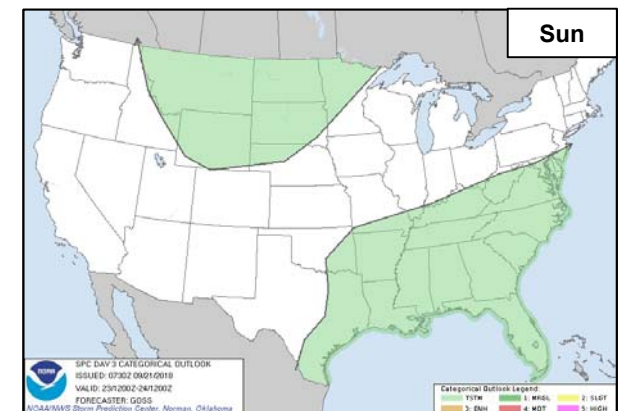 Sun
SPC DAY 3 CATEGORICAL OUTLOOK
ISSUED: 0730Z 09/21/2018
VALID: 23/1200Z-24/1200Z
FORECASTER: GOSS
NOAA/NWS Storm Prediction Center, Norman, Oklahoma
NOAA
Categorical Outlook Legend:
TSTM
1: MRGL
2: SLGT
3: ENH
4: MDT
5: HIGH